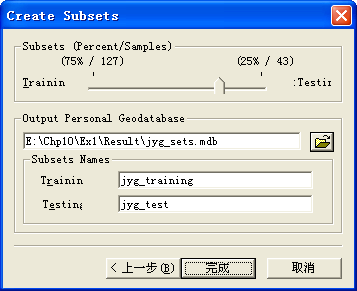 Create Subsets
Subsets (Percent/Samples)
(75% / 127) (25% / 43)
Trainin :Testin
Output Personal Geodatabase
E:\Chp10\Ex1\Result\jyg_sets.mdb
Subsets Names
Trainin jyg_training
Testing jyg_test
< 上一步(B) 完成 取消